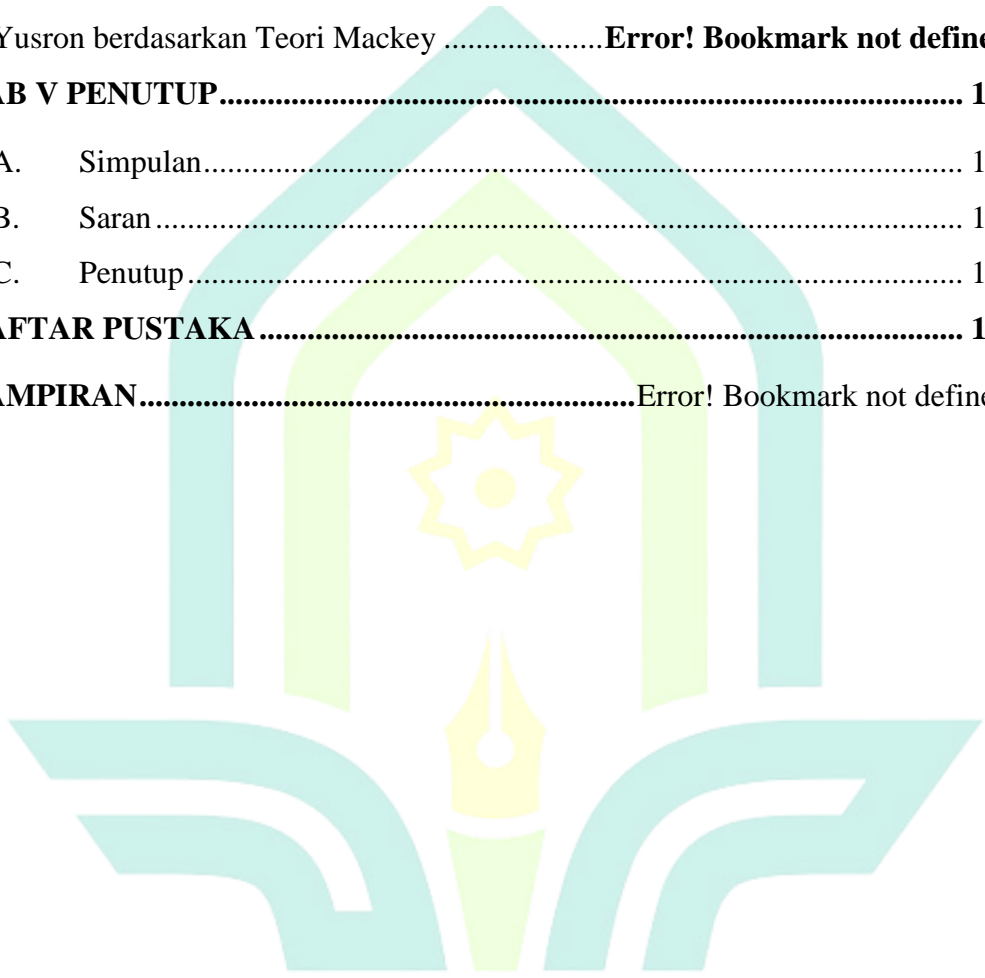 Yusron berdasarkan Teori Mackey ....................Error! Bookmark not define
AB V PENUTUP............................................................................................. 1
A. Simpulan............................................................................................... 1
B. Saran ..................................................................................................... 1
C. Penutup ................................................................................................. 1
AFTAR PUSTAKA ........................................................................................ 1
AMPIRAN..............................................................Error! Bookmark not define